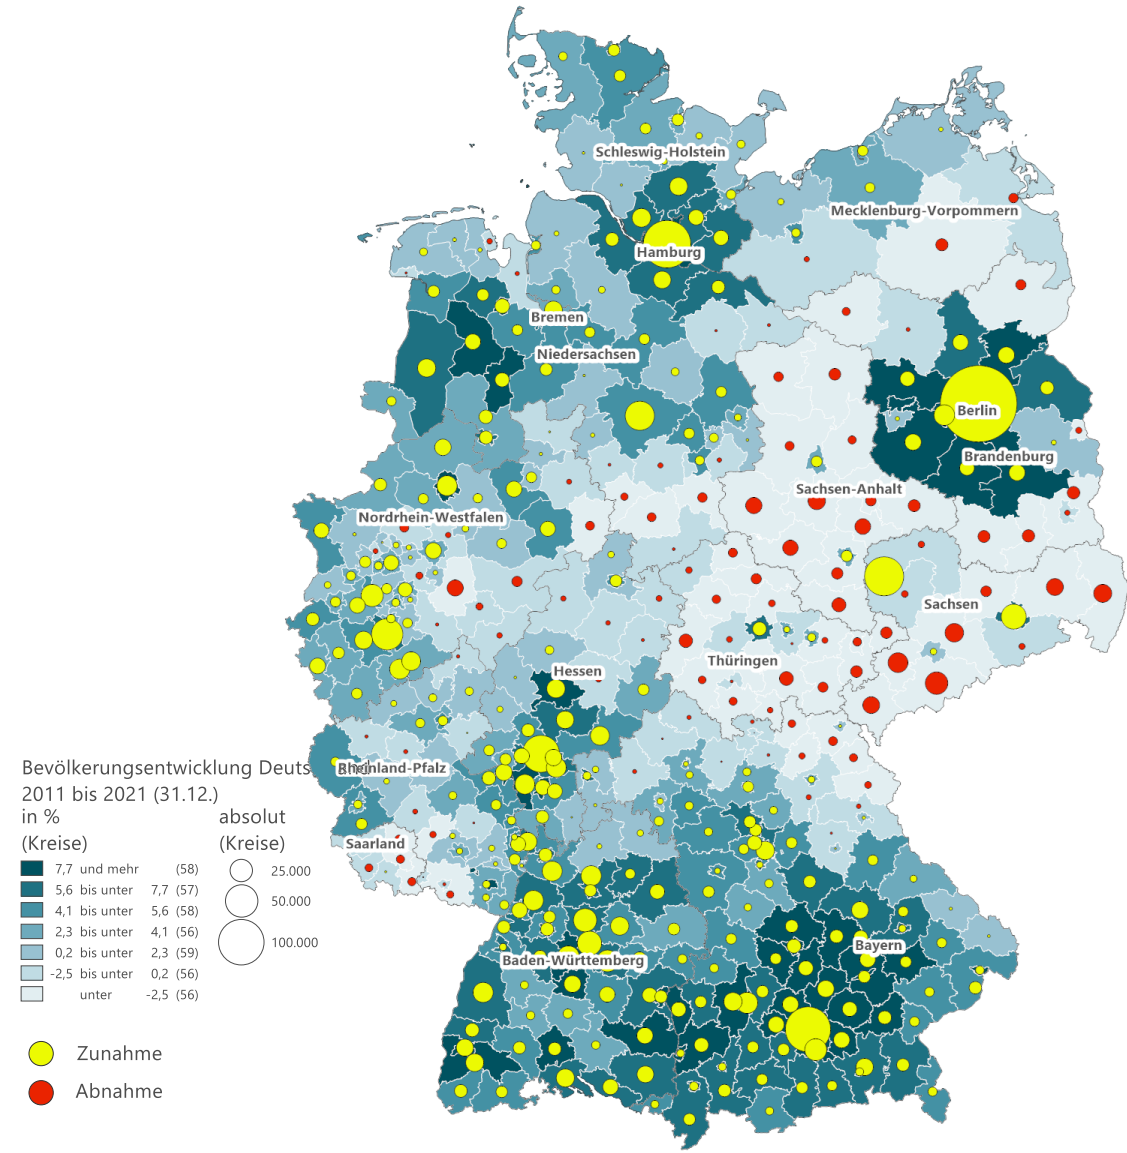 Schleswig-Holstein
Mecklenburg-Vorpommern
Hamburg
Bremen
Niedersachsen
Berlin
Brandenburg
Sachsen-Anhalt
Nordrhein-Westfalen
Sachsen
Thüringen
Hessen
Rheinland-Pfalz
Saarland
Bayern
Baden-Württemberg
Bevölkerungsentwicklung Deuts
2011 bis 2021 (31.12.)
in % absolut
(Kreise) (Kreise)
7,7 und mehr (58)
5,6 bis unter 7,7 (57)
4,1 bis unter 5,6 (58)
2,3 bis unter 4,1 (56)
0,2 bis unter 2,3 (59)
-2,5 bis unter 0,2 (56)
unter -2,5 (56)
25.000
50.000
100.000
Zunahme
Abnahme